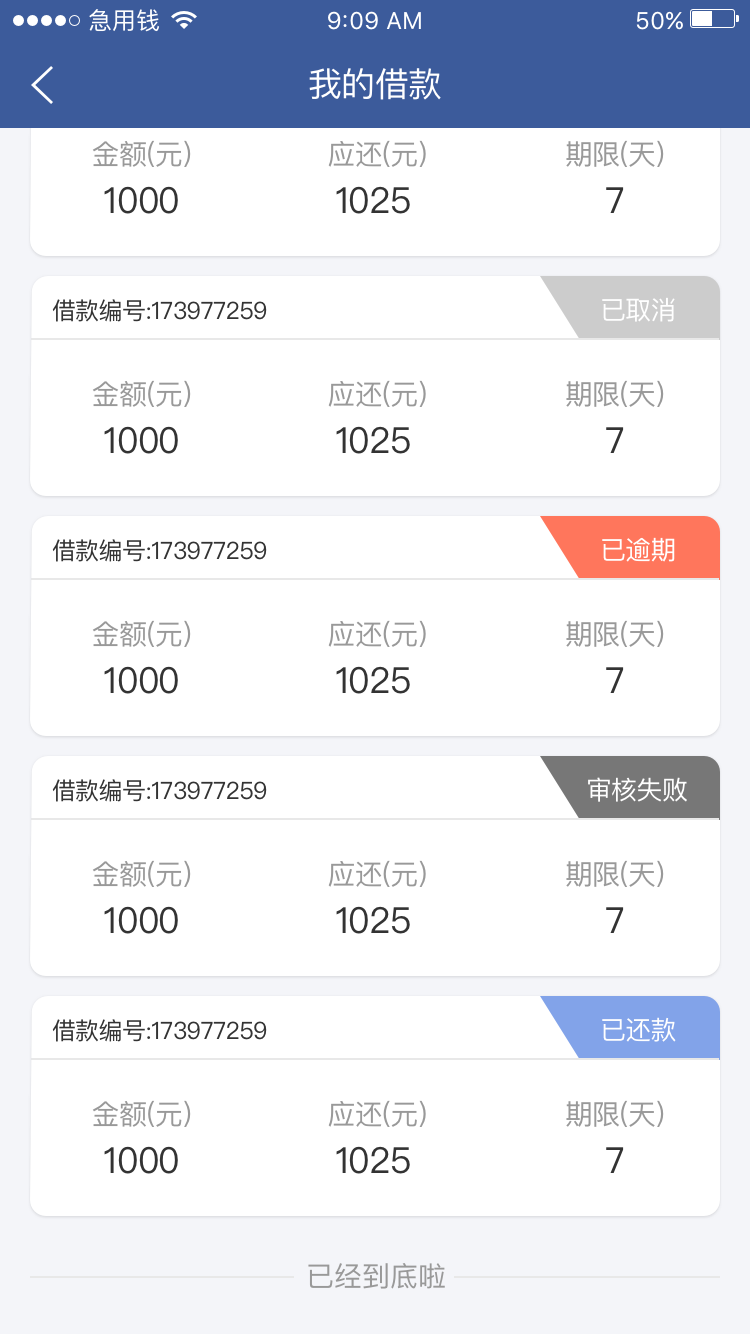 急用钱 9:09 AM 50%
我的借款
金额(元) 应还(元) 期限(天)
1000 1025 7
借款编号:173977259 已取消
金额(元) 应还(元) 期限(天)
1000 1025 7
借款编号:173977259 已逾期
金额(元) 应还(元) 期限(天)
1000 1025 7
借款编号:173977259 审核失败
金额(元) 应还(元) 期限(天)
1000 1025 7
借款编号:173977259 已还款
金额(元) 应还(元) 期限(天)
1000 1025 7
已经到底啦